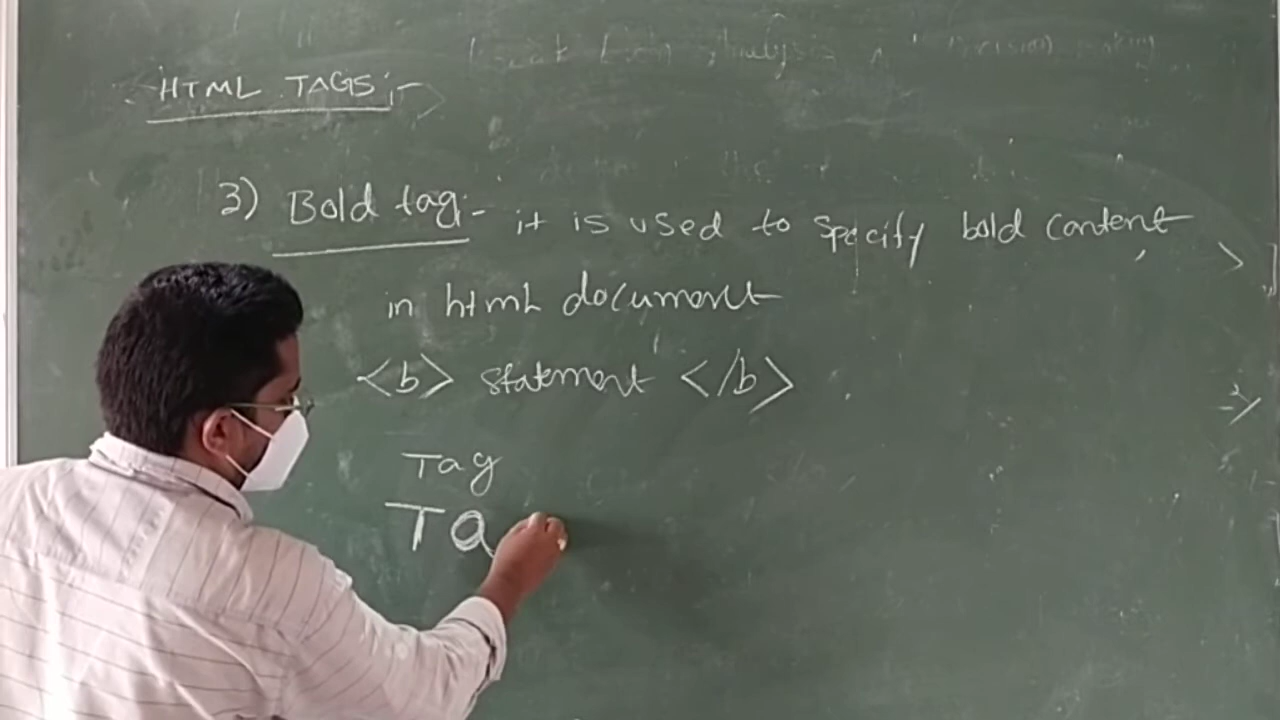 HTML TAGS:-
3) Bold tag:- it is used to specify bold content
in html document
<b> statement </b>
Tag
Ta